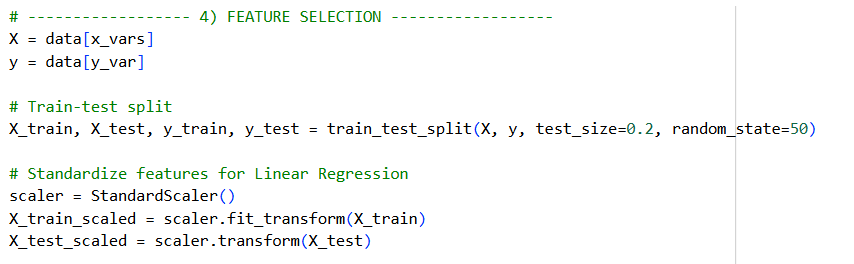 # ----------------- 4) FEATURE SELECTION -----------------
X = data[x_vars]
y = data[y_var]
# Train-test split
X_train, X_test, y_train, y_test = train_test_split(X, y, test_size=0.2, random_state=50)
# Standardize features for Linear Regression
scaler = StandardScaler()
X_train_scaled = scaler.fit_transform(X_train)
X_test_scaled = scaler.transform(X_test)